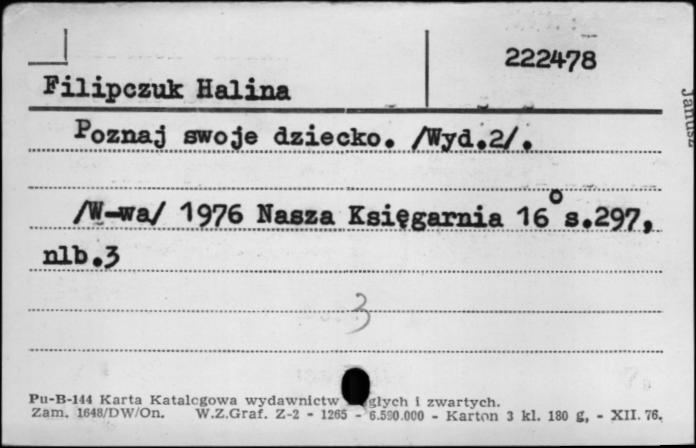 222478
Filipczuk Halina
Poznaj swoje dziecko. /Wyd.2/.
/W-wa/ 1976 Nasza Księgarnia 16° s.297,
nlb.3
3
Pu-B-144 Karta Katalogowa wydawnictw głych i zwartych.
Zam. 1648/DW/On. W.Z.Graf. Z-2 - 1265 - 6.590.000 - Karton 3 kl. 180 g, - XII. 76.
Janusz